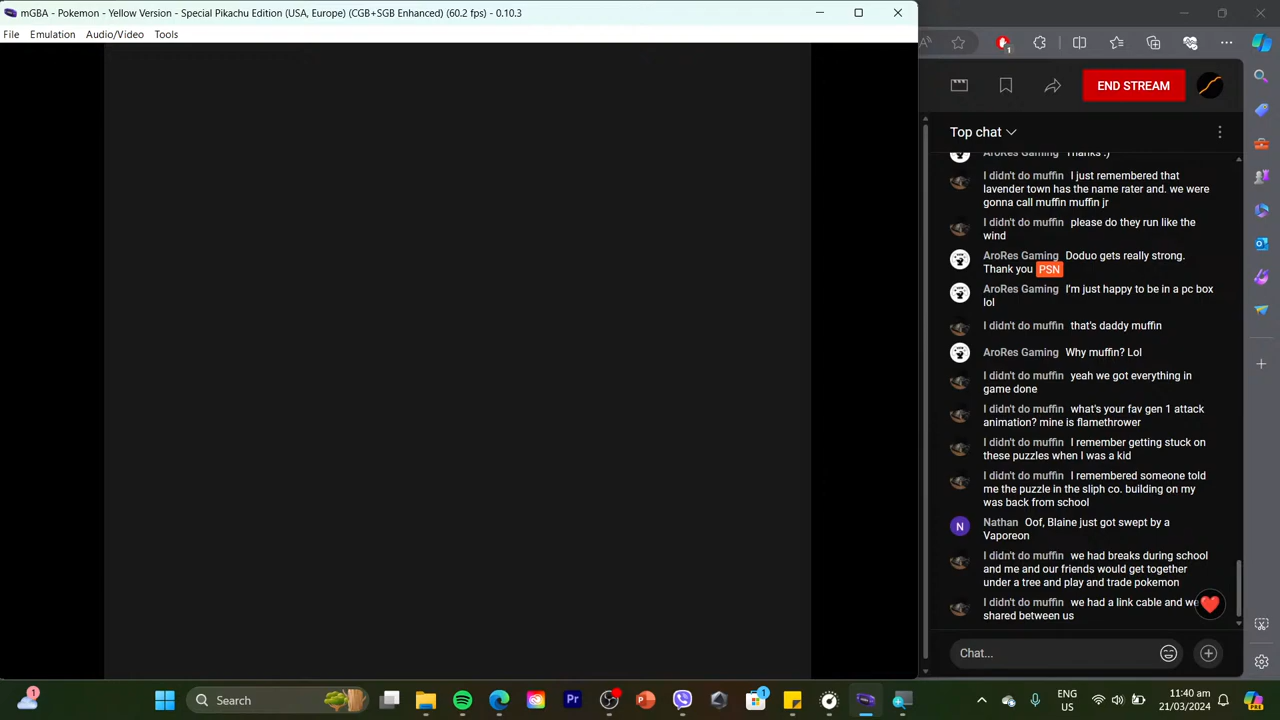 mGBA - Pokemon - Yellow Version - Special Pikachu Edition (USA, Europe) (CGB+SGB Enhanced) (60.2 fps) - 0.10.3
File Emulation Audio/Video Tools
END STREAM
Top chat
AroRes Gaming Thanks :)
I didn't do muffin I just remembered that
lavender town has the name rater and. we were
gonna call muffin muffin jr
I didn't do muffin please do they run like the
wind
AroRes Gaming Doduo gets really strong.
Thank you PSN
AroRes Gaming I'm just happy to be in a pc box
lol
I didn't do muffin that's daddy muffin
AroRes Gaming Why muffin? Lol
I didn't do muffin yeah we got everything in
game done
I didn't do muffin what's your fav gen 1 attack
animation? mine is flamethrower
I didn't do muffin I remember getting stuck on
these puzzles when I was a kid
I didn't do muffin I remembered someone told
me the puzzle in the sliph co. building on my
was back from school
N Nathan Oof, Blaine just got swept by a
Vaporeon
I didn't do muffin we had breaks during school
and me and our friends would get together
under a tree and play and trade pokemon
I didn't do muffin we had a link cable and we
shared between us
Chat...
1
Search
Pr
1
ENG
US
11:40 am
21/03/2024